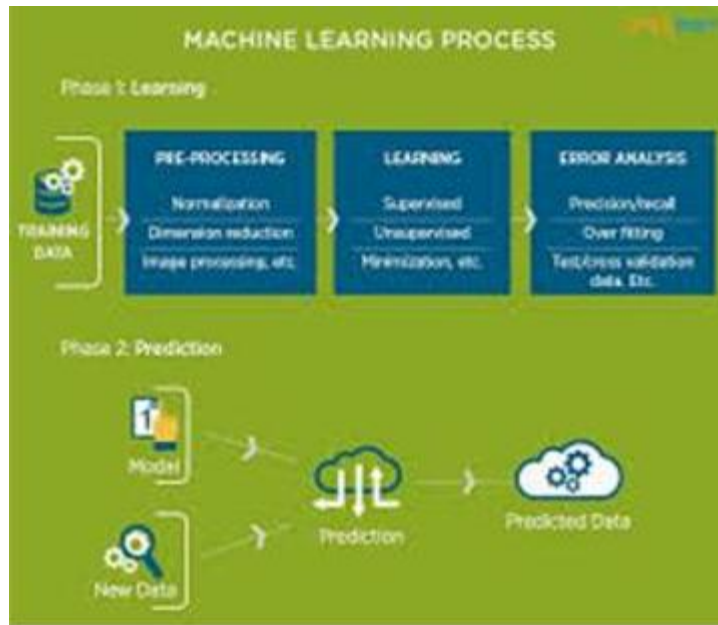 MACHINE LEARNING PROCESS
Phase 1: Learning
TRAINING
DATA
PRE-PROCESSING
Normalization
Dimension reduction
Image processing, etc
LEARNING
Supervised
Unsupervised
Minimization, etc.
ERROR ANALYSIS
Precision/recall
Over fitting
Test/cross validation
data. Etc.
Phase 2: Prediction
1
Model
New Data
Prediction
Predicted Data